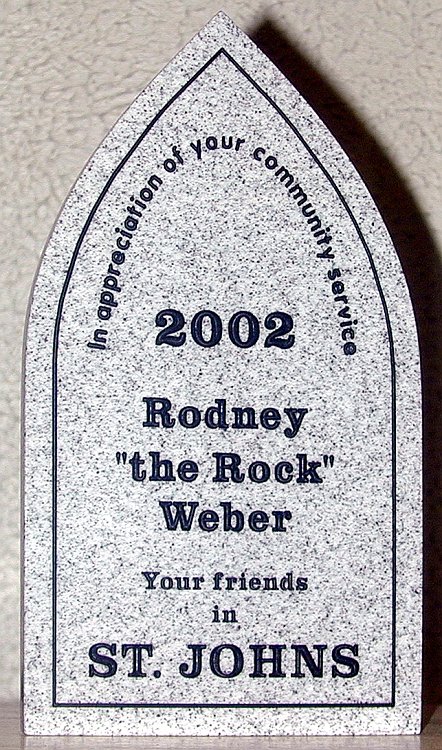 In appreciation of your community service
2002
Rodney
"the Rock"
Weber
Your friends
in
ST. JOHNS